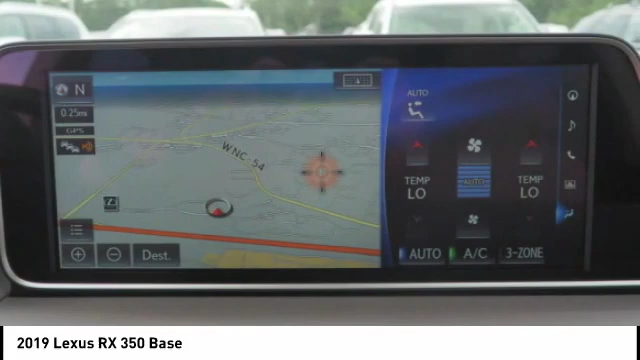 N
0.25mi
GPS
W NC-54
Dest.
AUTO
TEMP
LO
AUTO
TEMP
LO
AUTO
A/C
3-ZONE
2019 Lexus RX 350 Base